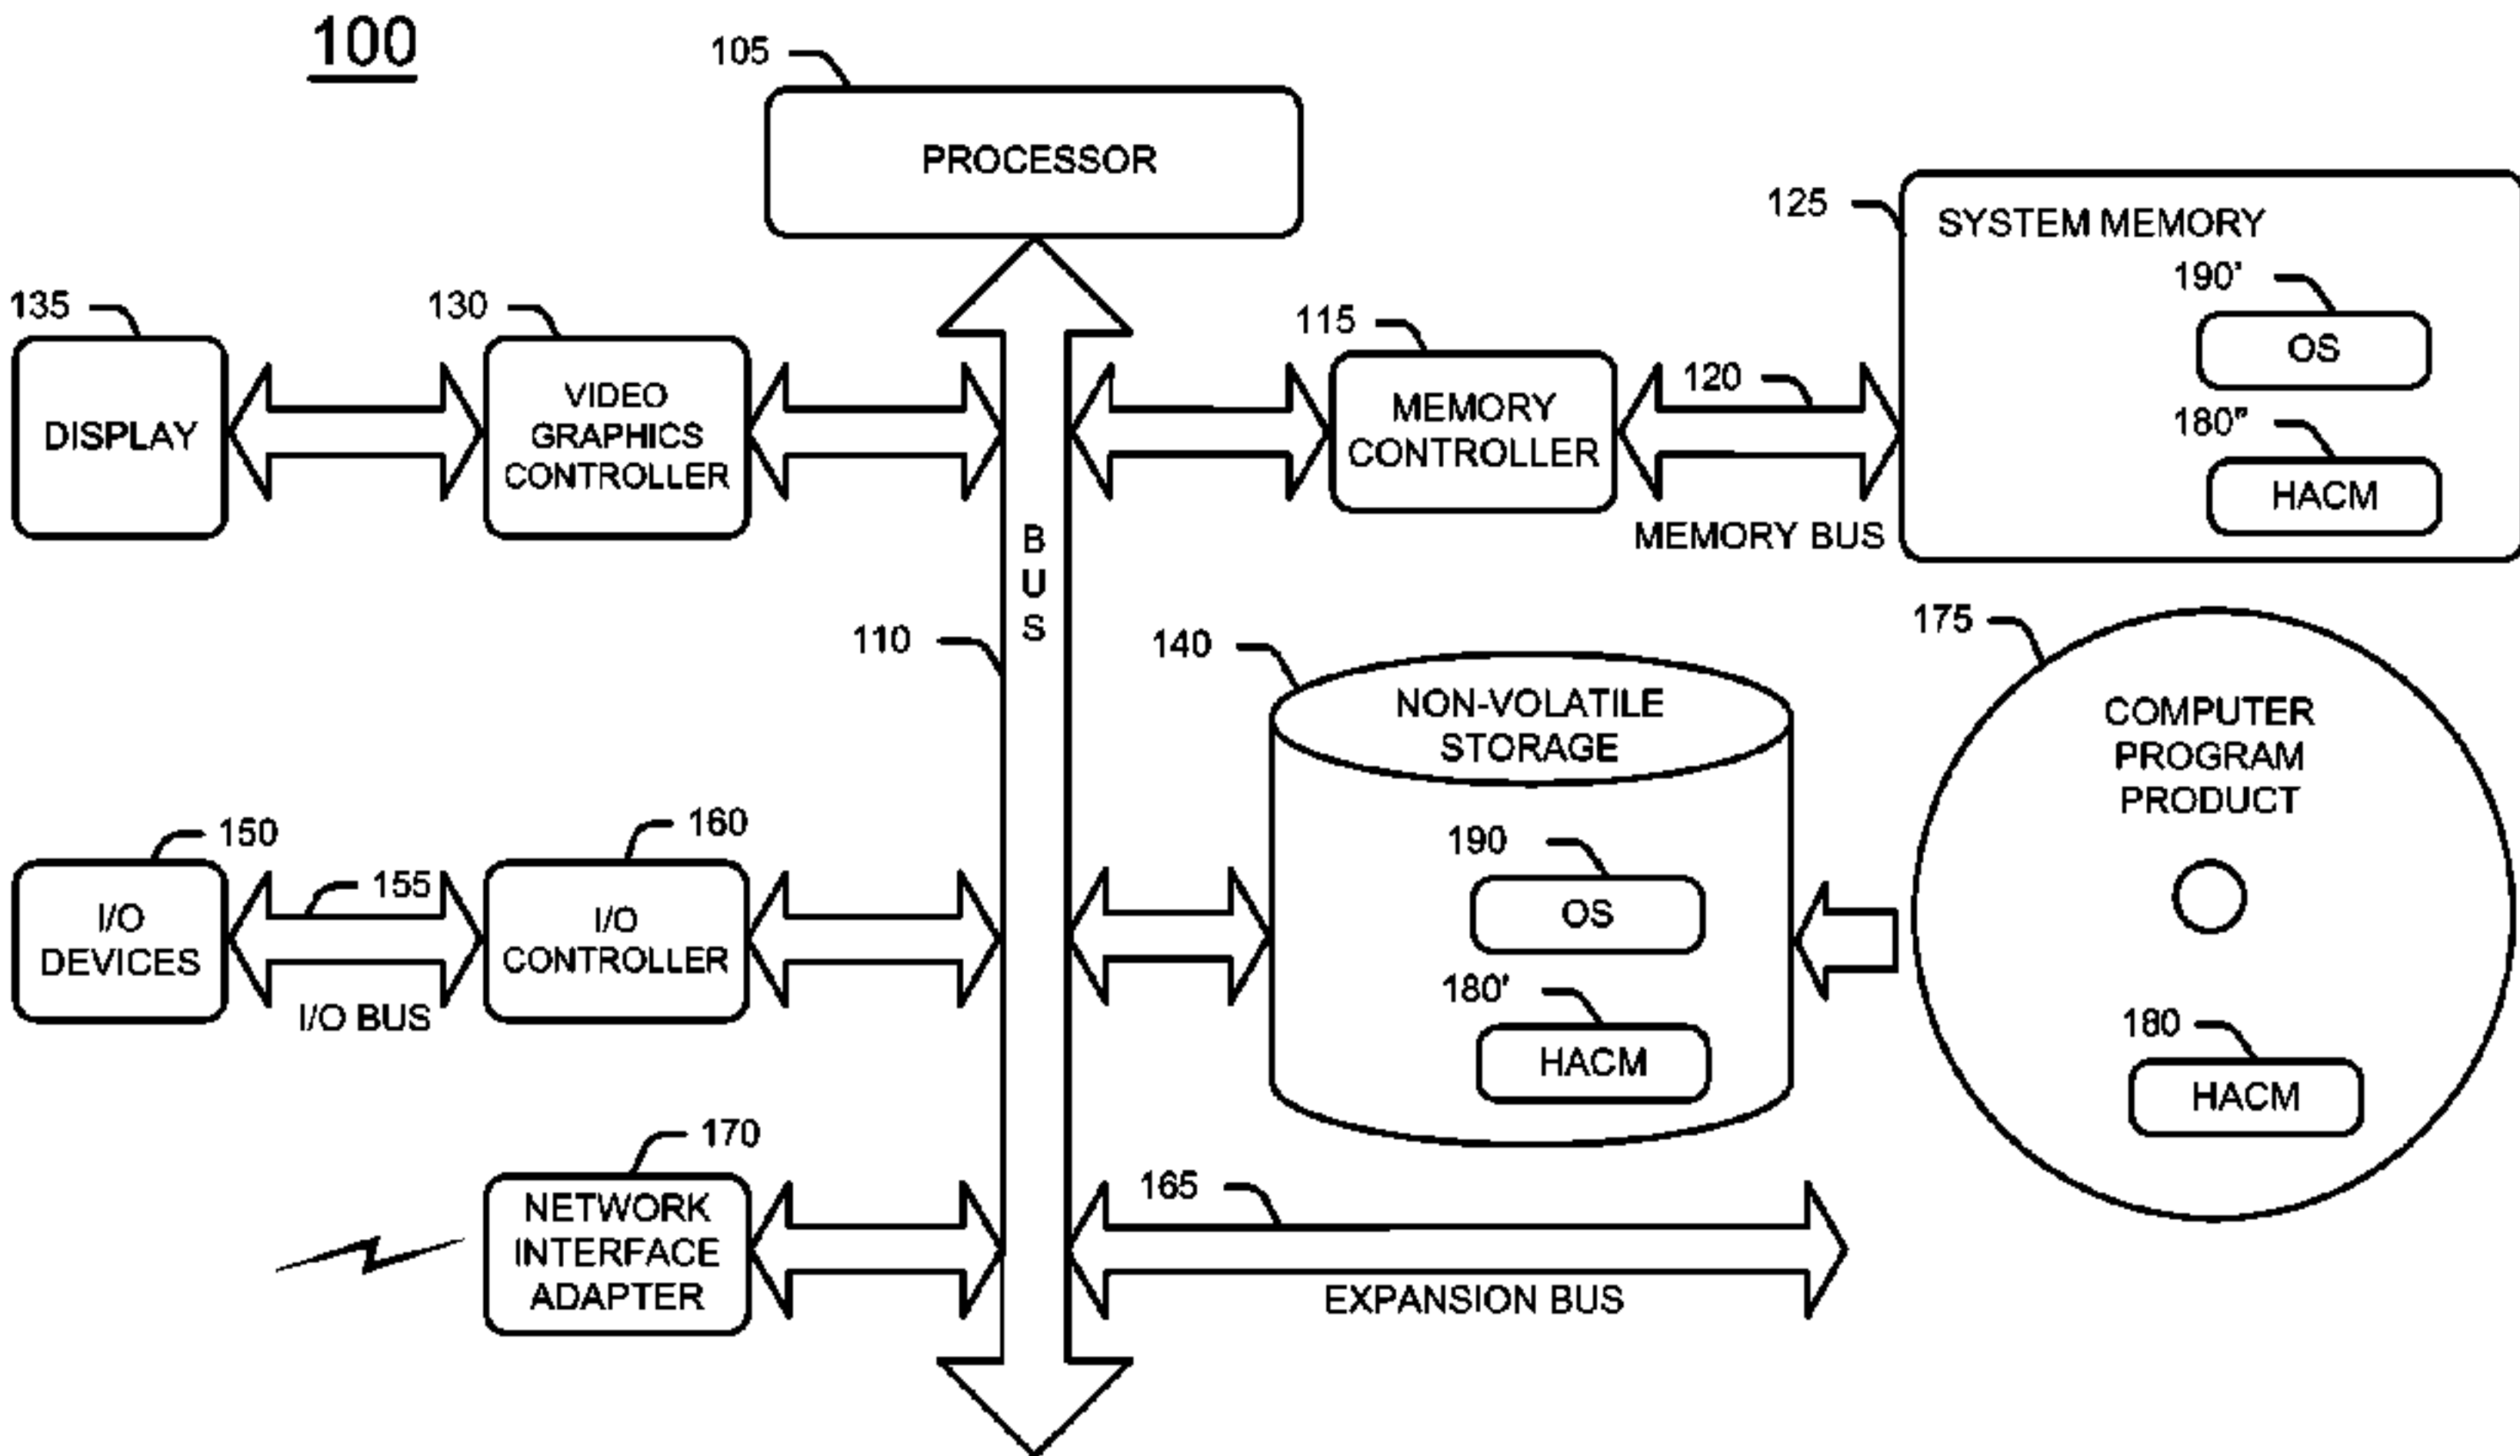 100
105
PROCESSOR
125
SYSTEM MEMORY
190'
OS
180"
HACM
135
DISPLAY
130
VIDEO
GRAPHICS
CONTROLLER
115
MEMORY
CONTROLLER
120
MEMORY BUS
BUS
110
140
NON-VOLATILE
STORAGE
190
OS
180'
HACM
175
COMPUTER
PROGRAM
PRODUCT
180
HACM
150
I/O
DEVICES
155
I/O BUS
160
I/O
CONTROLLER
170
NETWORK
INTERFACE
ADAPTER
165
EXPANSION BUS